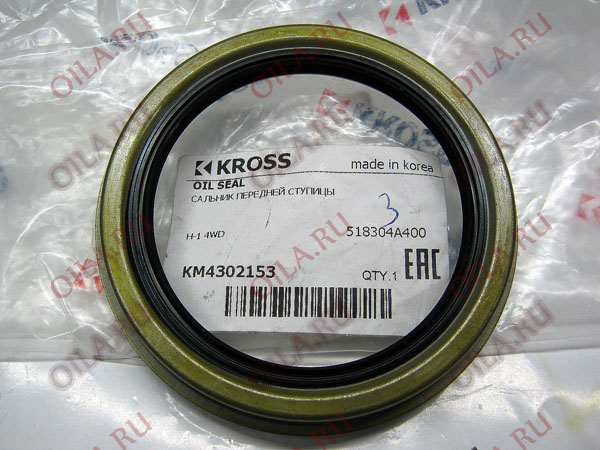 KROSS
made in korea
OIL SEAL
САЛЬНИК ПЕРЕДНЕЙ СТУПИЦЫ
3
H-1 4WD
518304A400
KM4302153
QTY.1
EAC
OILA.RU